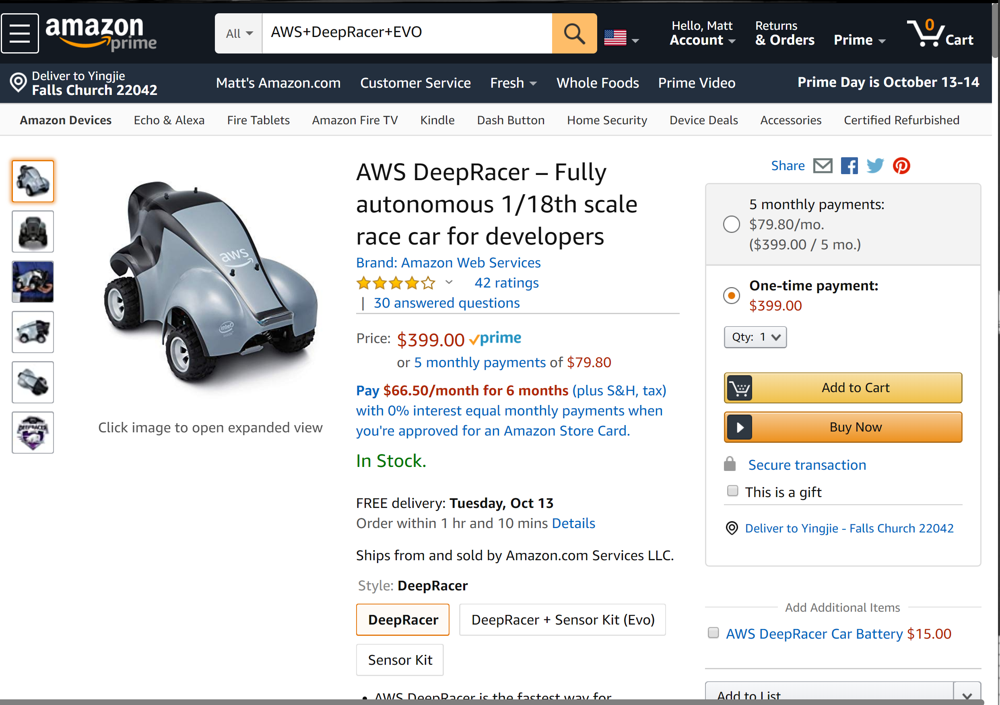 amazon
prime
All
AWS+DeepRacer+EVO
Hello, Matt
Account
Returns
& Orders
Prime
0
Cart
Deliver to Yingjie
Falls Church 22042
Matt's Amazon.com
Customer Service
Fresh
Whole Foods
Prime Video
Prime Day is October 13-14
Amazon Devices
Echo & Alexa
Fire Tablets
Amazon Fire TV
Kindle
Dash Button
Home Security
Device Deals
Accessories
Certified Refurbished
aws
intel
inside
DEEPRACER
Click image to open expanded view
AWS DeepRacer – Fully
autonomous 1/18th scale
race car for developers
Brand: Amazon Web Services
42 ratings
| 30 answered questions
Price: $399.00 prime
or 5 monthly payments of $79.80
Pay $66.50/month for 6 months (plus S&H, tax)
with 0% interest equal monthly payments when
you're approved for an Amazon Store Card.
In Stock.
FREE delivery: Tuesday, Oct 13
Order within 1 hr and 10 mins Details
Ships from and sold by Amazon.com Services LLC.
Style: DeepRacer
DeepRacer
DeepRacer + Sensor Kit (Evo)
Sensor Kit
• AWS DeepRacer is the fastest way for
Share
5 monthly payments:
$79.80/mo.
($399.00 / 5 mo.)
One-time payment:
$399.00
Qty: 1
Add to Cart
Buy Now
Secure transaction
This is a gift
Deliver to Yingjie - Falls Church 22042
Add Additional Items
AWS DeepRacer Car Battery $15.00
Add to List